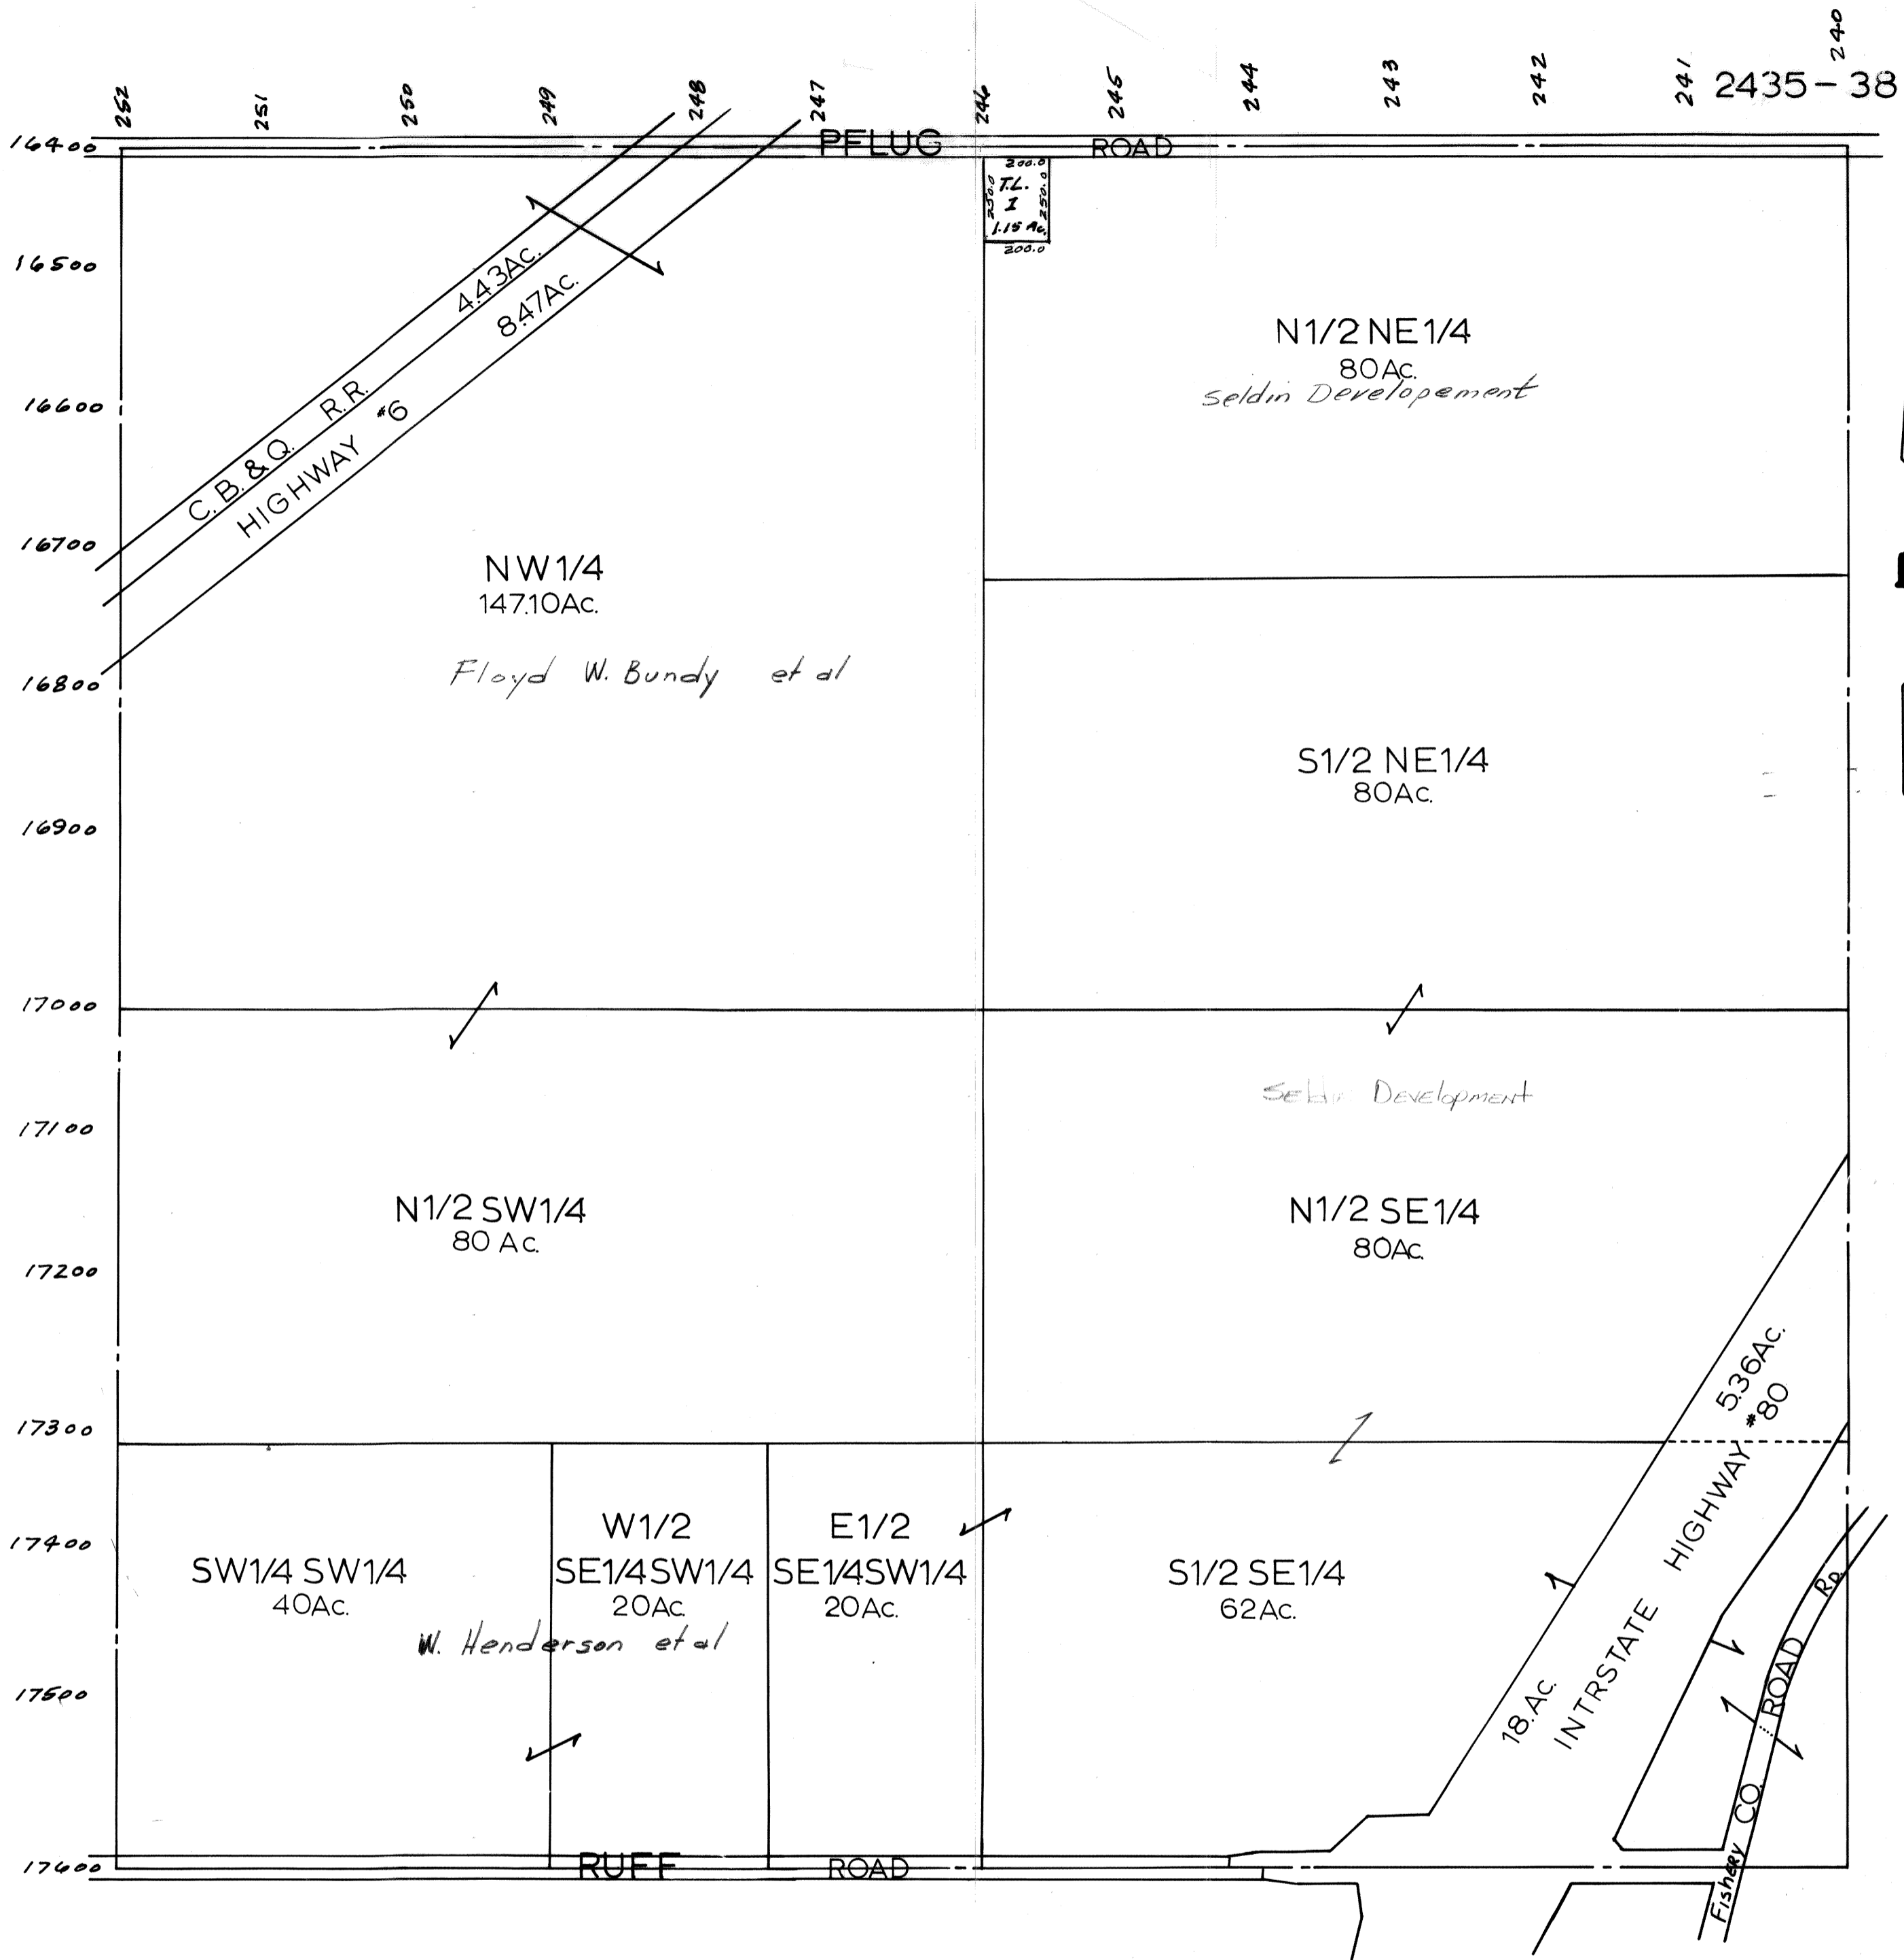 252
251
250
249
248
247
246
245
244
243
242
241
240
2435-38
16400
PFLUG ROAD
200.0
250.0
T.L.
1
1.15 Ac.
250.0
200.0
16500
4.43Ac.
8.47Ac.
N1/2 NE1/4
80Ac.
Seldin Developement
16600
C. B. & Q. R. R.
HIGHWAY #6
16700
NW1/4
147.10Ac.
Floyd W. Bundy et al
16800
S1/2 NE1/4
80Ac.
16900
17000
Development
17100
N1/2 SW1/4
80 Ac.
N1/2 SE1/4
80Ac.
17200
5.36Ac.
17300
W1/2
SE1/4SW1/4
20Ac.
E1/2
SE1/4SW1/4
20Ac.
17400
SW1/4 SW1/4
40Ac.
S1/2 SE1/4
62Ac.
W. Henderson et al
17500
18.Ac.
INTRSTATE HIGHWAY #80
Fishery CO. ROAD RD.
17600
RUFF ROAD